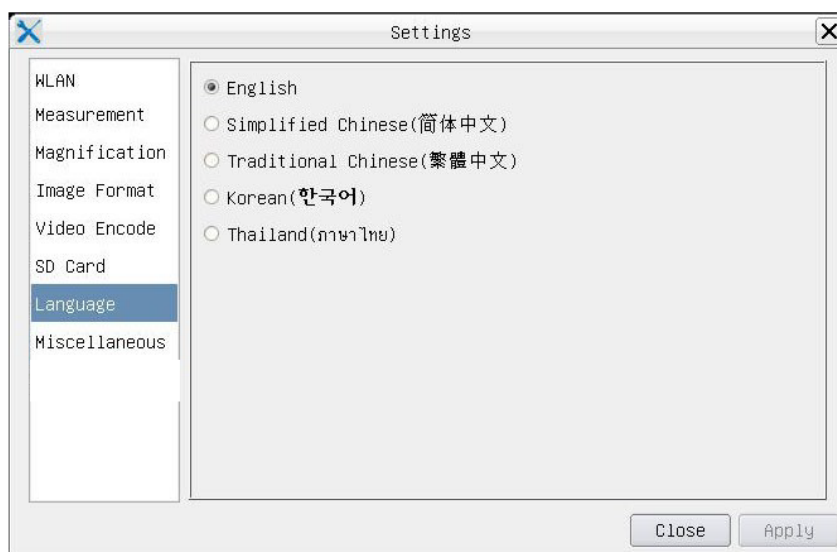 Settings
WLAN
Measurement
Magnification
Image Format
Video Encode
SD Card
Language
Miscellaneous
English
Simplified Chinese(简体中文)
Traditional Chinese(繁體中文)
Korean(한국어)
Thailand(ภาษาไทย)
Close
Apply